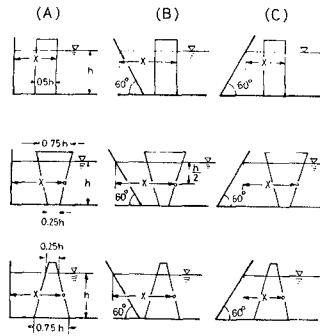 (A) (B) (C)
X X X
0.5h h
60° 60°
0.75h
X h X h/2 X
0.25h 60° 60°
0.25h
X h X X
0.75h 60° 60°